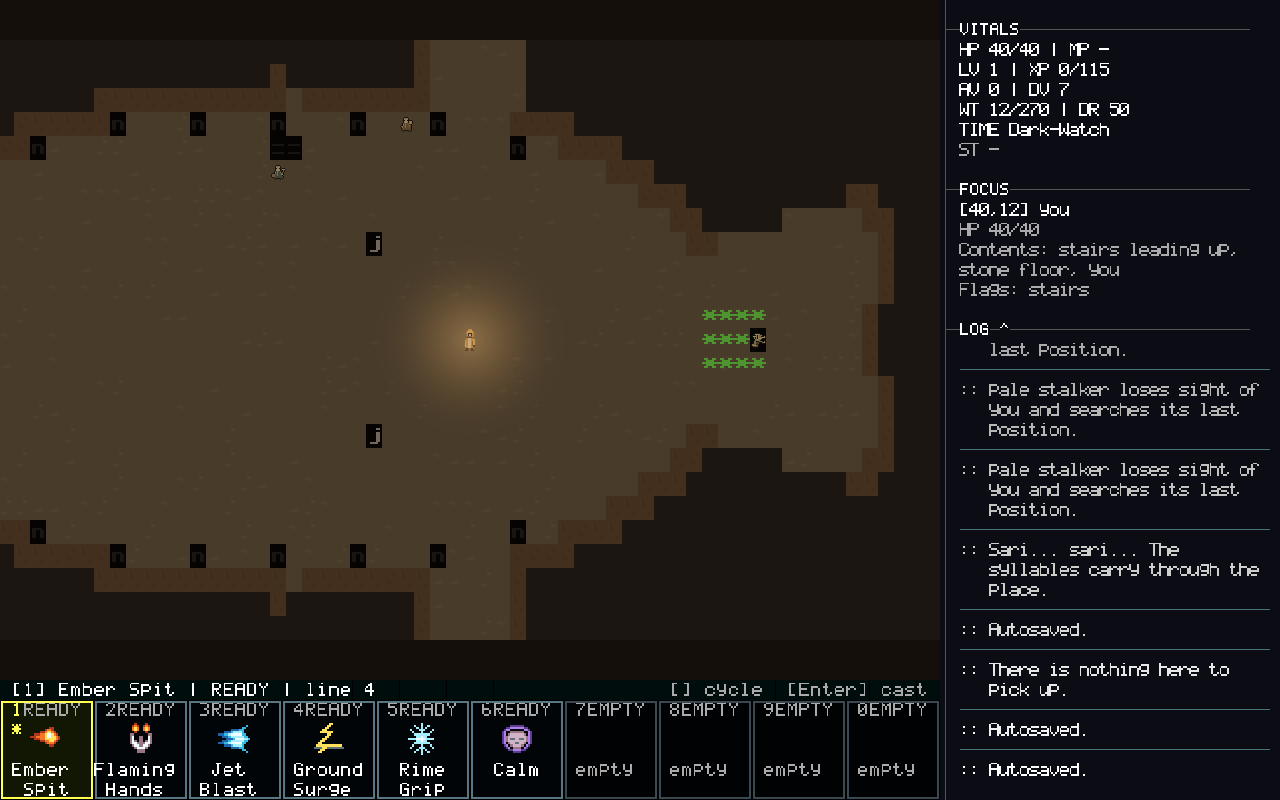 VITALS
HP 40/40 | MP -
LV 1 | XP 0/115
AV 0 | DV 7
WT 12/270 | DR 50
TIME Dark-Watch
ST -
FOCUS
[40,12] You
HP 40/40
Contents: stairs leading up,
stone floor, You
Flags: stairs
LOG ^
last Position.
:: Pale stalker loses sight of
You and searches its last
Position.
:: Pale stalker loses sight of
You and searches its last
Position.
:: Sari... sari... The
syllables carry through the
Place.
:: Autosaved.
:: There is nothing here to
Pick up.
:: Autosaved.
:: Autosaved.
n n n n n
n n
j
j
n n
n n n n n
[1] Ember Spit | READY | line 4 [] cycle [Enter] cast
1READY 2READY 3READY 4READY 5READY 6READY 7EMPTY 8EMPTY 9EMPTY 0EMPTY
*
Ember Flaming Jet Ground Rime Calm empty empty empty empty
Spit Hands Blast Surge Grip